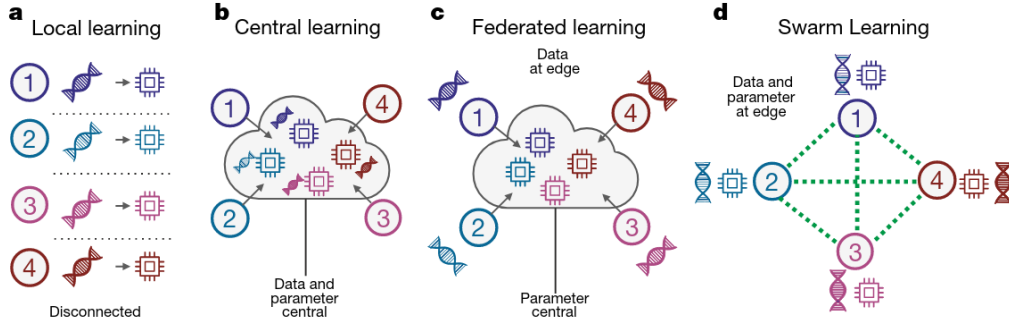 a Local learning
1
2
3
4
Disconnected
b Central learning
1
4
2
3
Data and
parameter
central
c Federated learning
Data
at edge
1
4
2
3
Parameter
central
d Swarm Learning
Data and
parameter
at edge
1
2
4
3